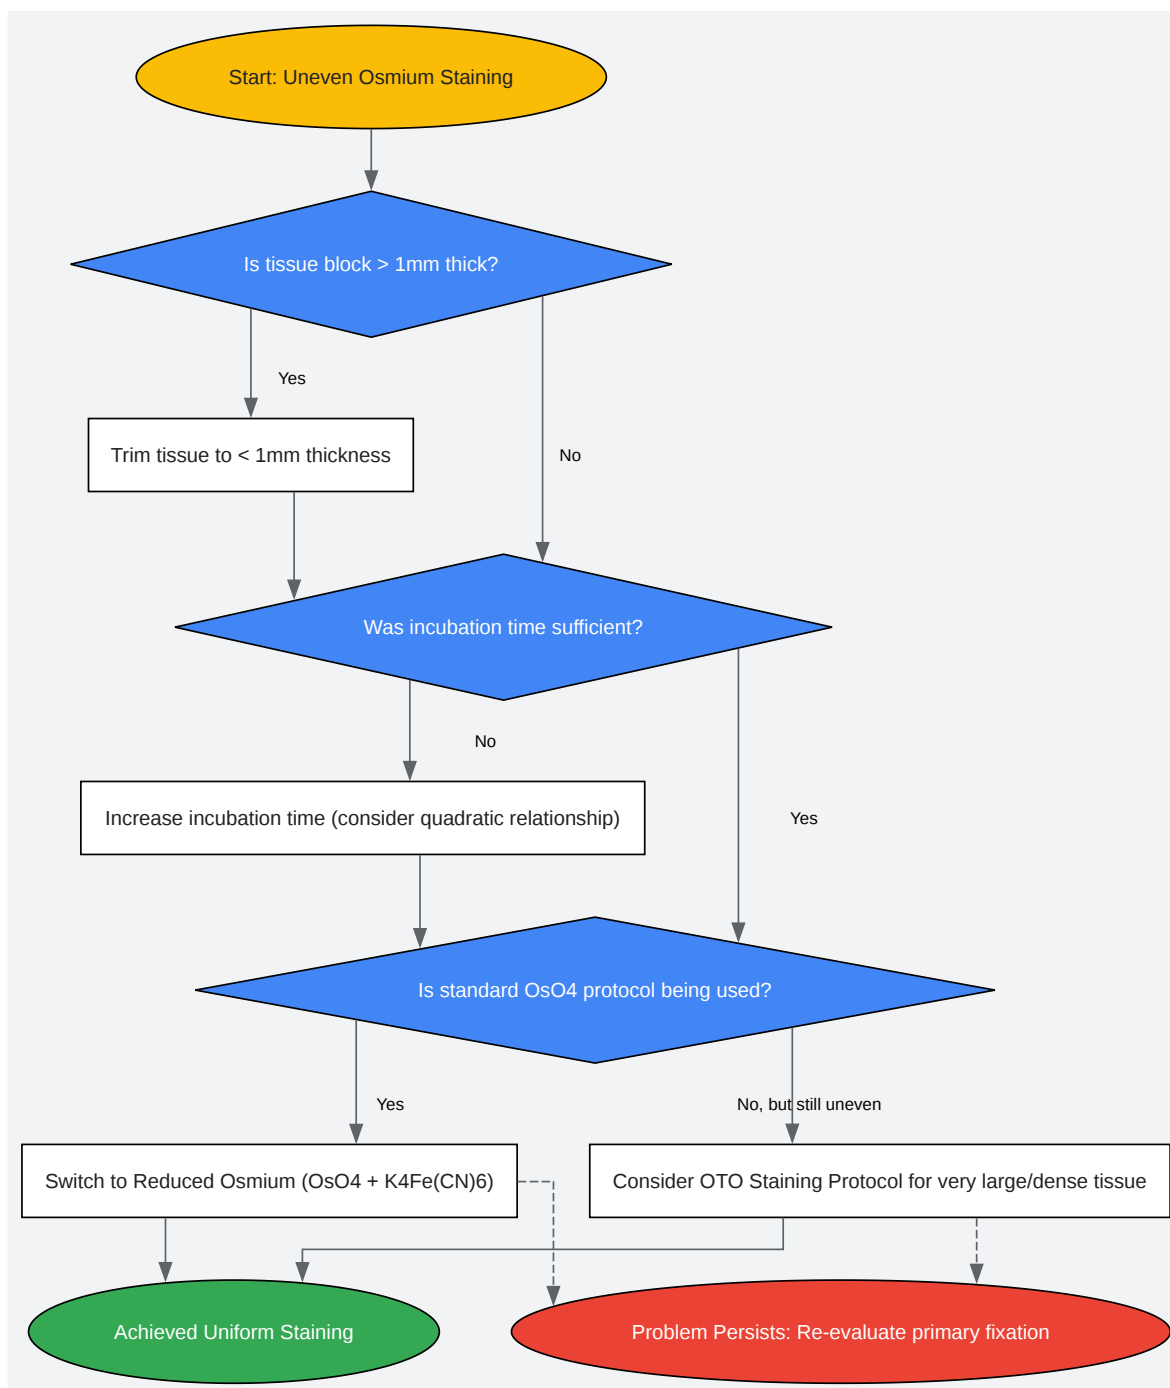 Start: Uneven Osmium Staining
Is tissue block > 1mm thick?
Yes
Trim tissue to < 1mm thickness
No
Was incubation time sufficient?
No
Increase incubation time (consider quadratic relationship)
Yes
Is standard OsO4 protocol being used?
Yes
No, but still uneven
Switch to Reduced Osmium (OsO4 + K4Fe(CN)6)
Consider OTO Staining Protocol for very large/dense tissue
Achieved Uniform Staining
Problem Persists: Re-evaluate primary fixation